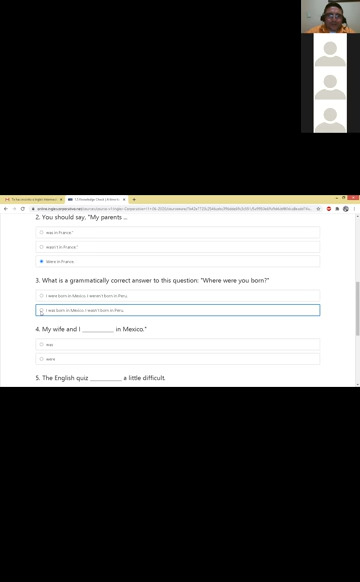 2. You should say, "My parents ...
was in France."
wasn't in France."
Were in France.
3. What is a grammatically correct answer to this question: "Where were you born?"
I were born in Mexico. I weren't born in Peru.
I was born in Mexico. I wasn't born in Peru.
4. My wife and I __________ in Mexico."
was
were
5. The English quiz __________ a little difficult.